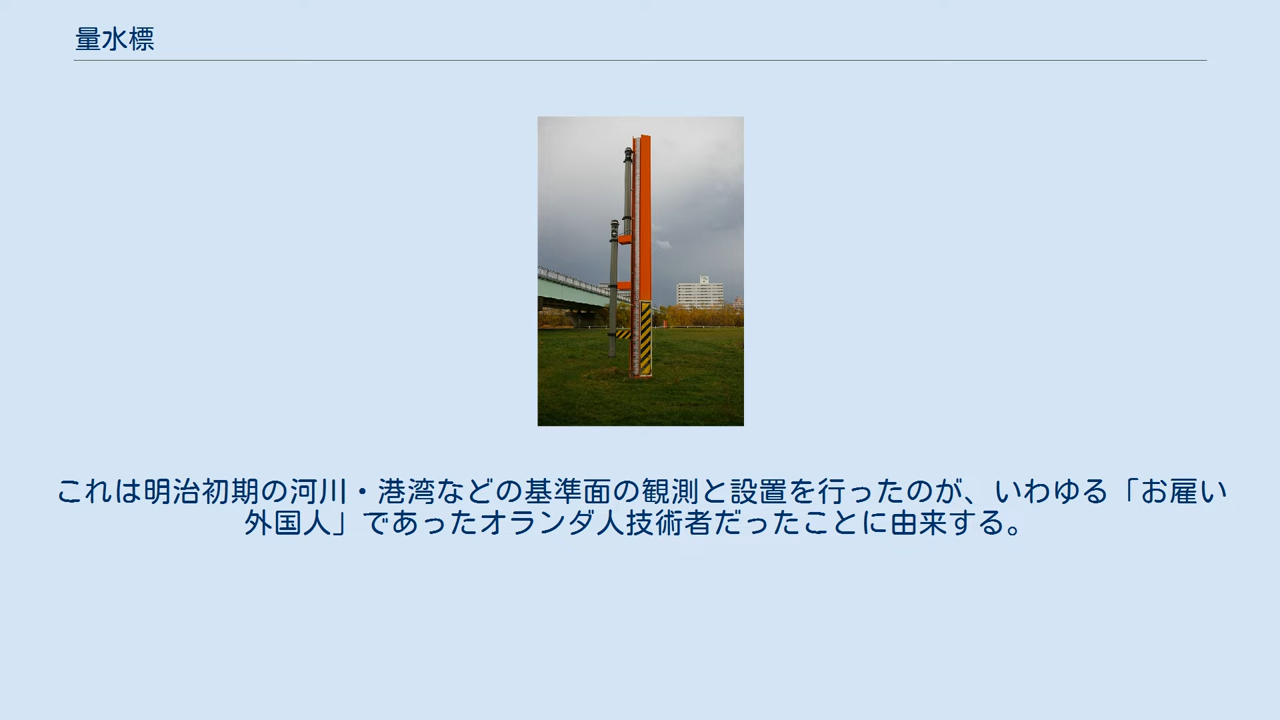 量水標
これは明治初期の河川・港湾などの基準面の観測と設置を行ったのが、いわゆる「お雇い
外国人」であったオランダ人技術者だったことに由来する。